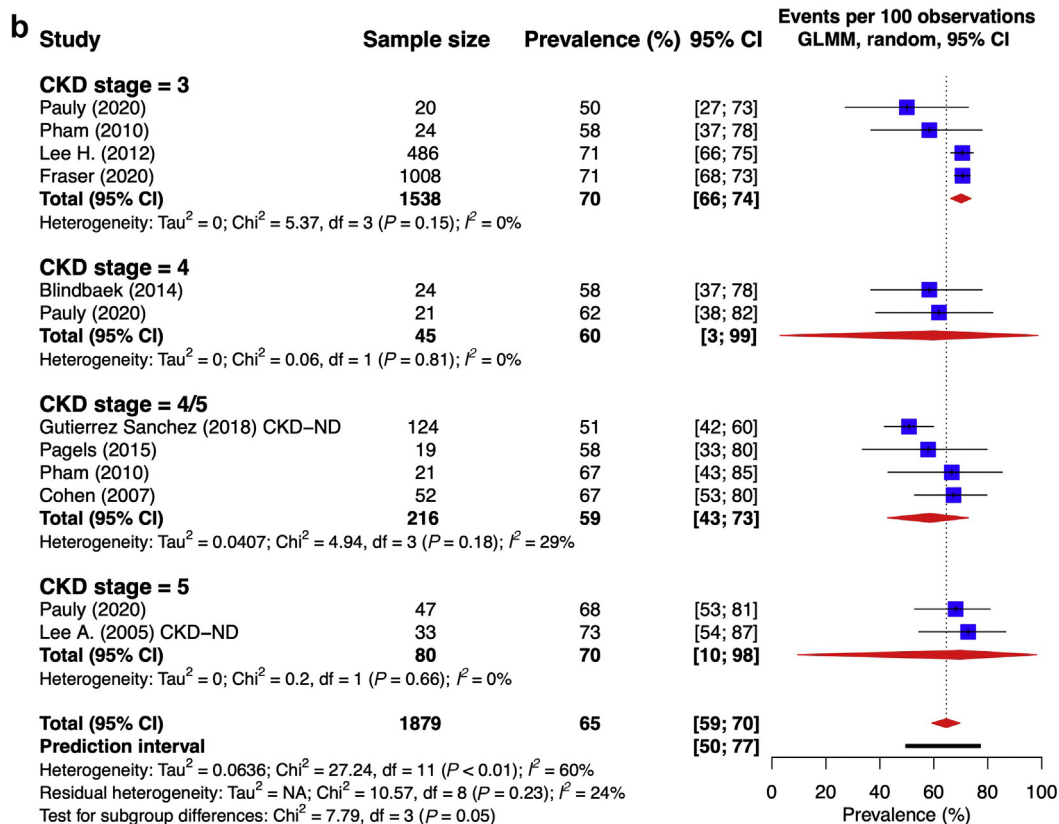 b
Study Sample size Prevalence (%) 95% CI
Events per 100 observations
GLMM, random, 95% CI
CKD stage = 3
Pauly (2020) 20 50 [27; 73]
Pham (2010) 24 58 [37; 78]
Lee H. (2012) 486 71 [66; 75]
Fraser (2020) 1008 71 [68; 73]
Total (95% CI) 1538 70 [66; 74]
Heterogeneity: Tau² = 0; Chi² = 5.37, df = 3 (P = 0.15); I² = 0%
CKD stage = 4
Blindbaek (2014) 24 58 [37; 78]
Pauly (2020) 21 62 [38; 82]
Total (95% CI) 45 60 [3; 99]
Heterogeneity: Tau² = 0; Chi² = 0.06, df = 1 (P = 0.81); I² = 0%
CKD stage = 4/5
Gutierrez Sanchez (2018) CKD−ND 124 51 [42; 60]
Pagels (2015) 19 58 [33; 80]
Pham (2010) 21 67 [43; 85]
Cohen (2007) 52 67 [53; 80]
Total (95% CI) 216 59 [43; 73]
Heterogeneity: Tau² = 0.0407; Chi² = 4.94, df = 3 (P = 0.18); I² = 29%
CKD stage = 5
Pauly (2020) 47 68 [53; 81]
Lee A. (2005) CKD−ND 33 73 [54; 87]
Total (95% CI) 80 70 [10; 98]
Heterogeneity: Tau² = 0; Chi² = 0.2, df = 1 (P = 0.66); I² = 0%
Total (95% CI) 1879 65 [59; 70]
Prediction interval [50; 77]
Heterogeneity: Tau² = 0.0636; Chi² = 27.24, df = 11 (P < 0.01); I² = 60%
Residual heterogeneity: Tau² = NA; Chi² = 10.57, df = 8 (P = 0.23); I² = 24%
Test for subgroup differences: Chi² = 7.79, df = 3 (P = 0.05)
0 20 40 60 80 100
Prevalence (%)